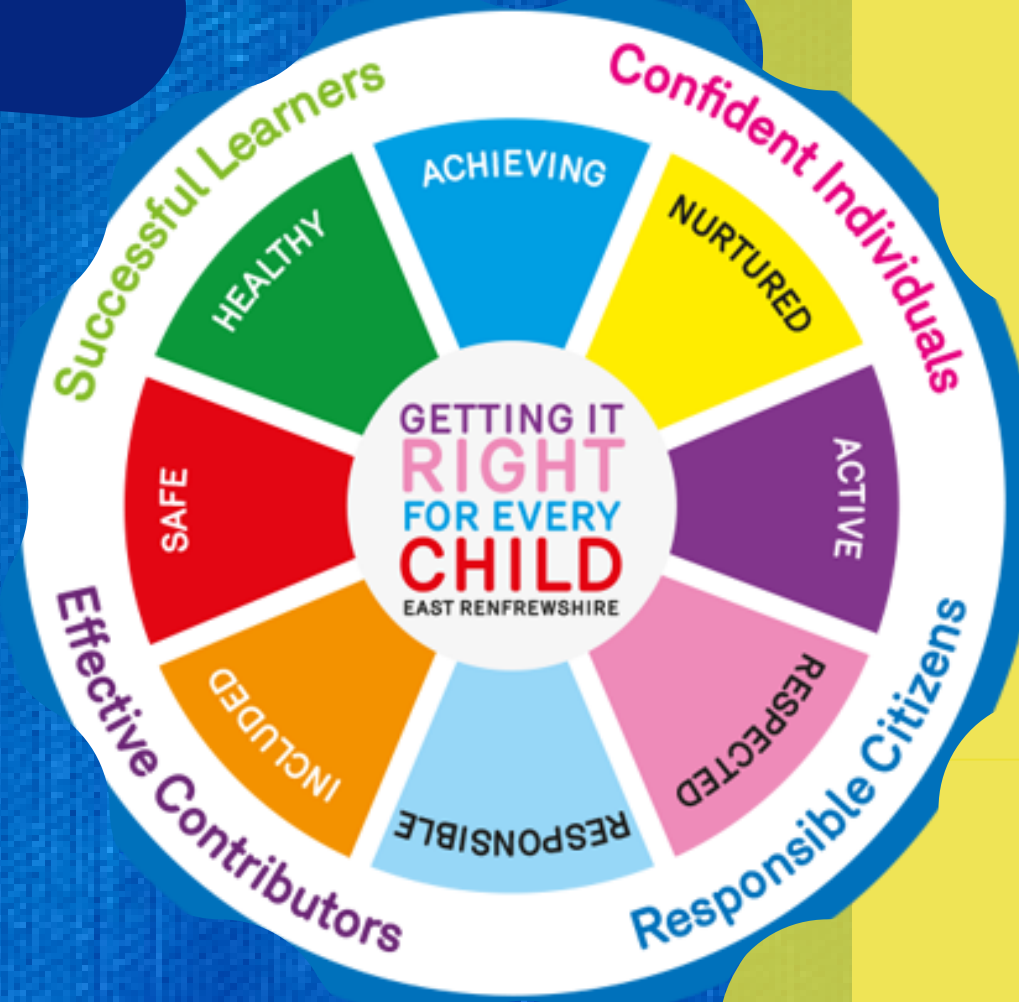 Successful Learners
Confident Individuals
ACHIEVING
NURTURED
ACTIVE
RESPECTED
RESPONSIBLE
INCLUDED
SAFE
HEALTHY
GETTING IT
RIGHT
FOR EVERY
CHILD
EAST RENFREWSHIRE
Effective Contributors
Responsible Citizens